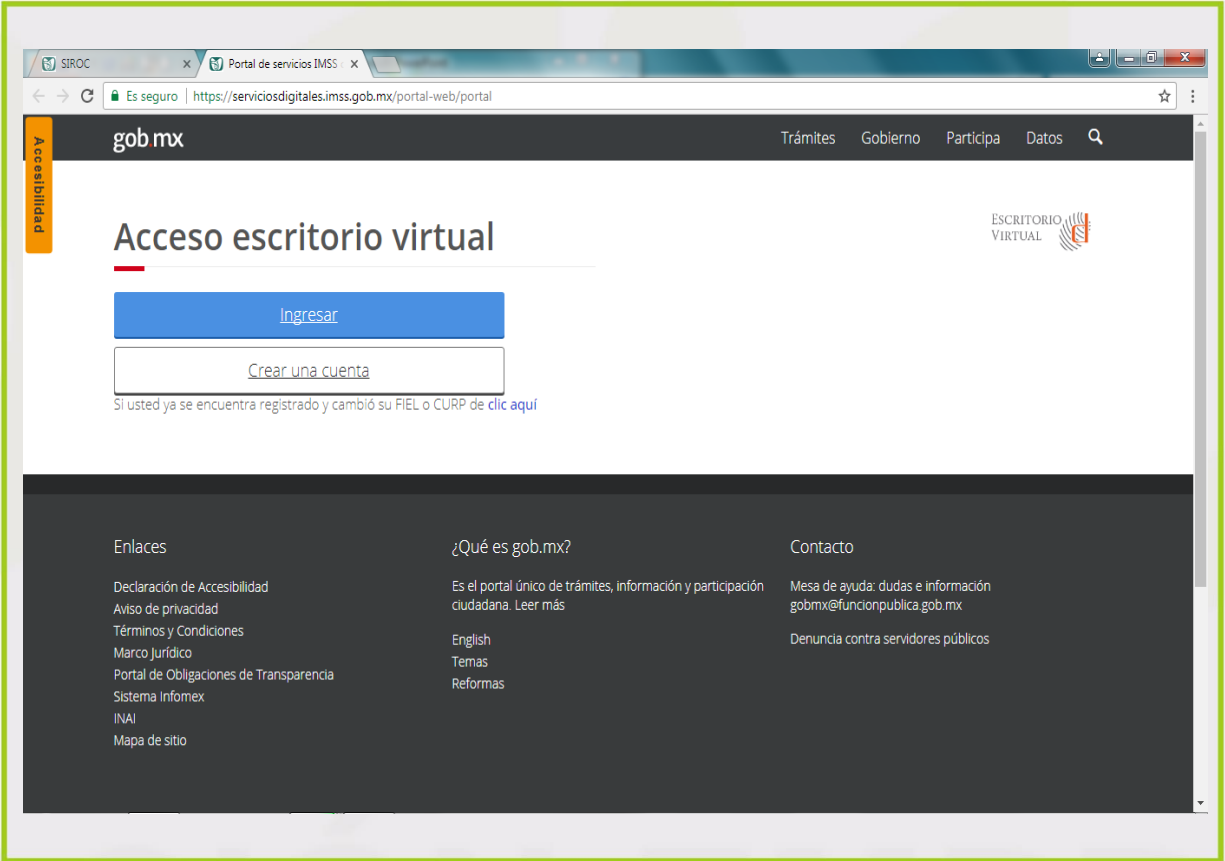 SIROC
Portal de servicios IMSS
Es seguro | https://serviciosdigitales.imss.gob.mx/portal-web/portal
Accesibilidad
gob.mx
Trámites Gobierno Participa Datos
Acceso escritorio virtual
ESCRITORIO
VIRTUAL
Ingresar
Crear una cuenta
Si usted ya se encuentra registrado y cambió su FIEL o CURP de clic aquí
Enlaces
Declaración de Accesibilidad
Aviso de privacidad
Términos y Condiciones
Marco Jurídico
Portal de Obligaciones de Transparencia
Sistema Infomex
INAI
Mapa de sitio
¿Qué es gob.mx?
Es el portal único de trámites, información y participación
ciudadana. Leer más
English
Temas
Reformas
Contacto
Mesa de ayuda: dudas e información
gobmx@funcionpublica.gob.mx
Denuncia contra servidores públicos